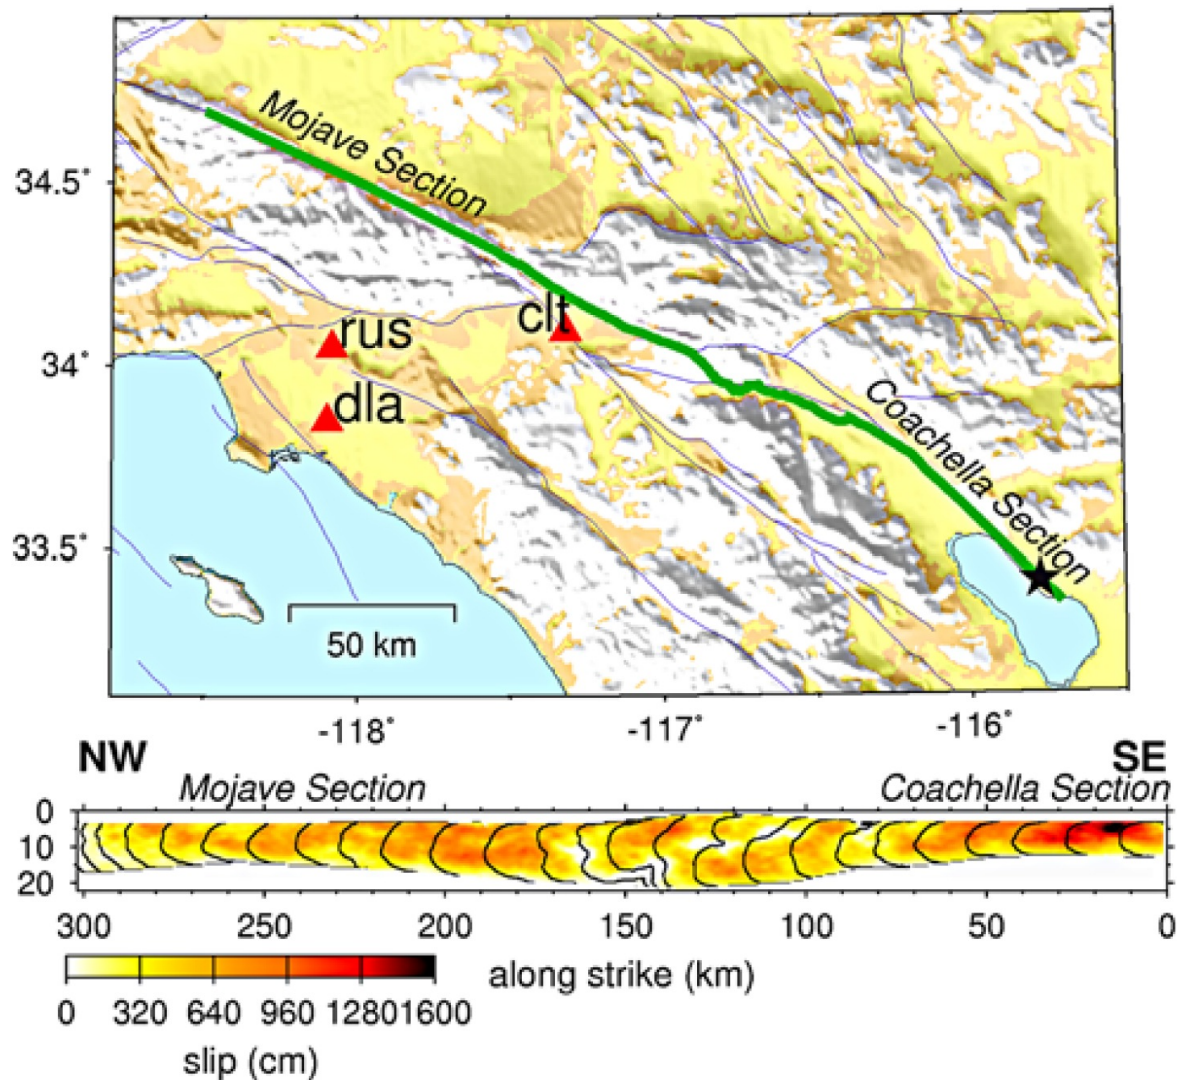 Mojave Section
34.5°
clt
rus
34°
dla
Coachella Section
33.5°
50 km
-118° -117° -116°
NW SE
Mojave Section Coachella Section
0
10
20
300 250 200 150 100 50 0
along strike (km)
0 320 640 960 1280 1600
slip (cm)